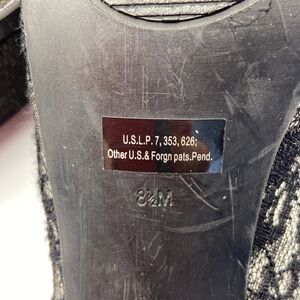 U.S.L.P. 7, 353, 626;
Other U.S.& Forgn pats.Pend.
8½M